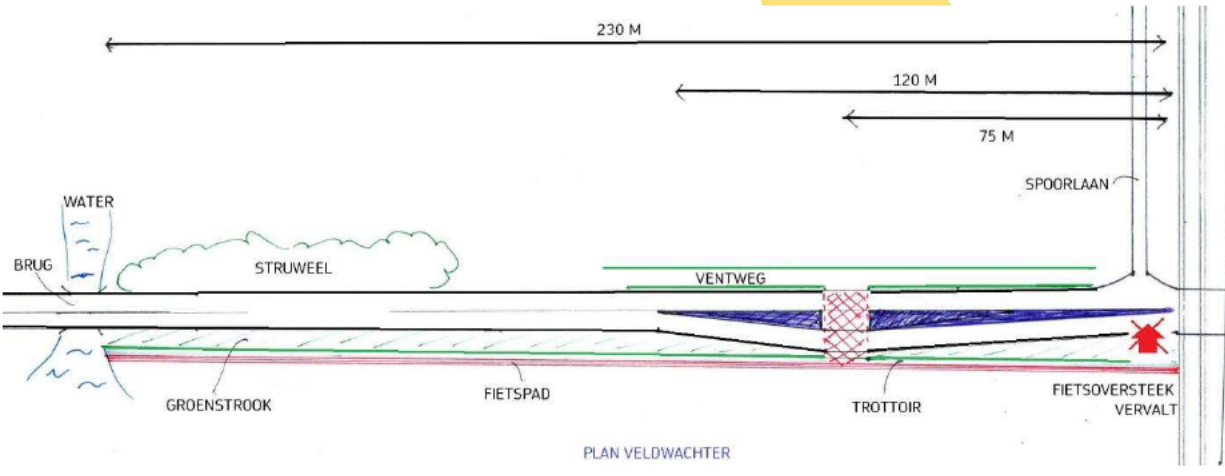 230 M
120 M
75 M
SPOORLAAN
WATER
BRUG
STRUWEEL
VENTWEG
GROENSTROOK
FIETSPAD
TROTTOIR
FIETSOVERSTEEK
VERVALT
PLAN VELDWACHTER